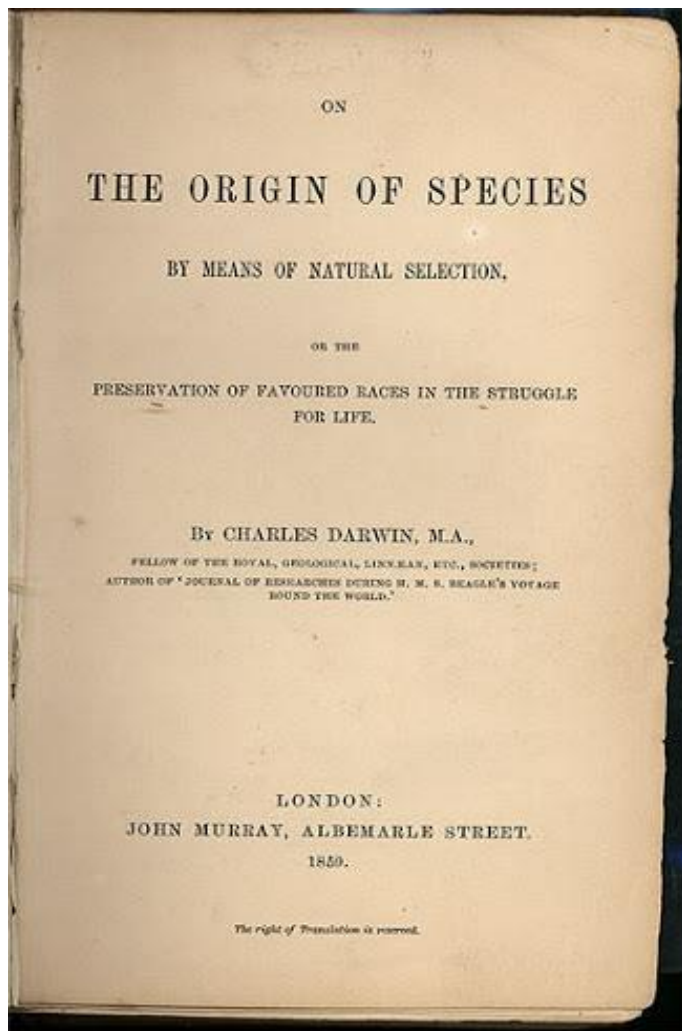 ON
THE ORIGIN OF SPECIES
BY MEANS OF NATURAL SELECTION,
OR THE
PRESERVATION OF FAVOURED RACES IN THE STRUGGLE
FOR LIFE.
BY CHARLES DARWIN, M.A.,
FELLOW OF THE ROYAL, GEOLOGICAL, LINNÆAN, ETC., SOCIETIES;
AUTHOR OF 'JOURNAL OF RESEARCHES DURING H. M. S. BEAGLE'S VOYAGE
ROUND THE WORLD.'
LONDON:
JOHN MURRAY, ALBEMARLE STREET.
1859.
The right of Translation is reserved.